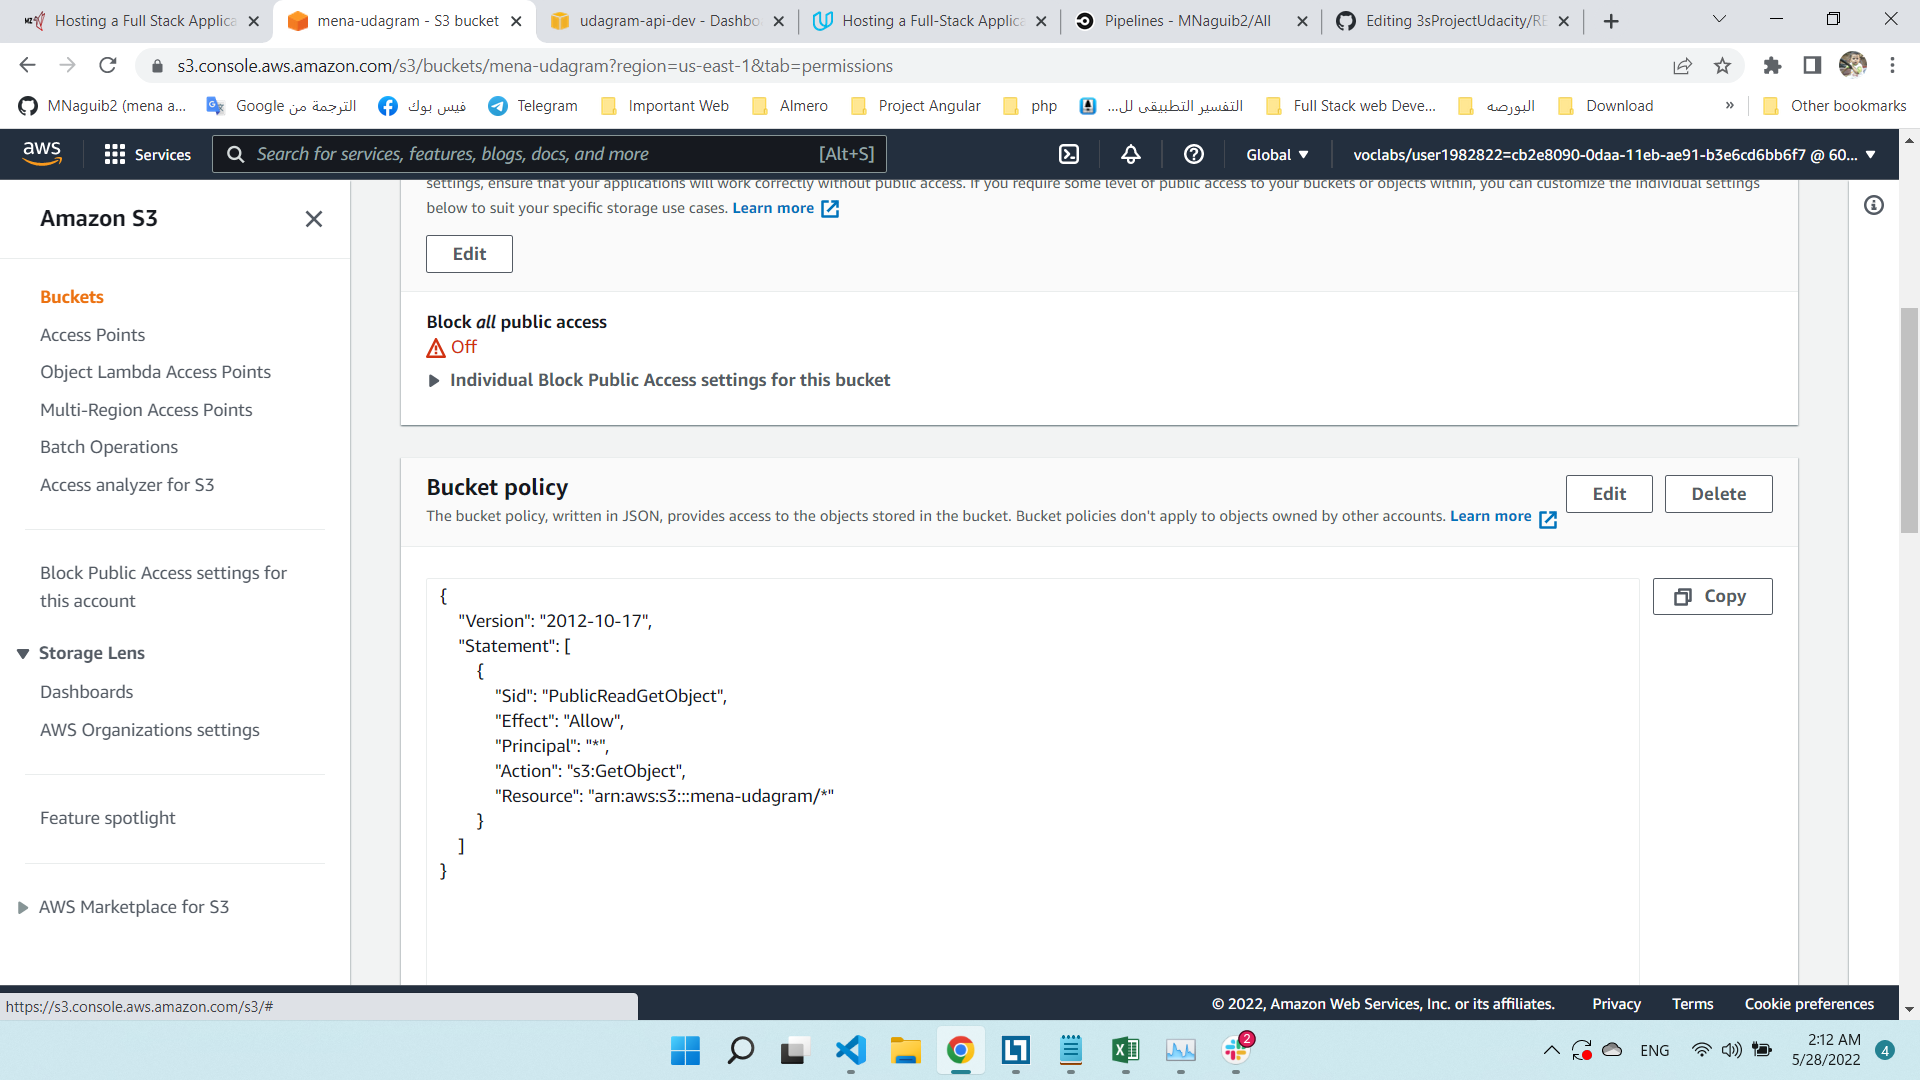 Hosting a Full Stack Applica
mena-udagram - S3 bucket
udagram-api-dev - Dashbo
Hosting a Full-Stack Applica
Pipelines - MNaguib2/All
Editing 3sProjectUdacity/RE
s3.console.aws.amazon.com/s3/buckets/mena-udagram?region=us-east-1&tab=permissions
MNaguib2 (mena a...
الترجمة من Google
فيس بوك
Telegram
Important Web
Almero
Project Angular
php
التفسير التطبيقى لل...
Full Stack web Deve...
البورصه
Download
»
Other bookmarks
aws
Services
Search for services, features, blogs, docs, and more
[Alt+S]
Global
voclabs/user1982822=cb2e8090-0daa-11eb-ae91-b3e6cd6bb6f7 @ 60...
Amazon S3
Buckets
Access Points
Object Lambda Access Points
Multi-Region Access Points
Batch Operations
Access analyzer for S3
Block Public Access settings for
this account
Storage Lens
Dashboards
AWS Organizations settings
Feature spotlight
AWS Marketplace for S3
settings, ensure that your applications will work correctly without public access. If you require some level of public access to your buckets or objects within, you can customize the individual settings
below to suit your specific storage use cases. Learn more
Edit
Block all public access
Off
Individual Block Public Access settings for this bucket
Bucket policy
Edit
Delete
The bucket policy, written in JSON, provides access to the objects stored in the bucket. Bucket policies don't apply to objects owned by other accounts. Learn more
Copy
{
"Version": "2012-10-17",
"Statement": [
{
"Sid": "PublicReadGetObject",
"Effect": "Allow",
"Principal": "*",
"Action": "s3:GetObject",
"Resource": "arn:aws:s3:::mena-udagram/*"
}
]
}
https://s3.console.aws.amazon.com/s3/#
© 2022, Amazon Web Services, Inc. or its affiliates.
Privacy
Terms
Cookie preferences
2
ENG
2:12 AM
5/28/2022
4